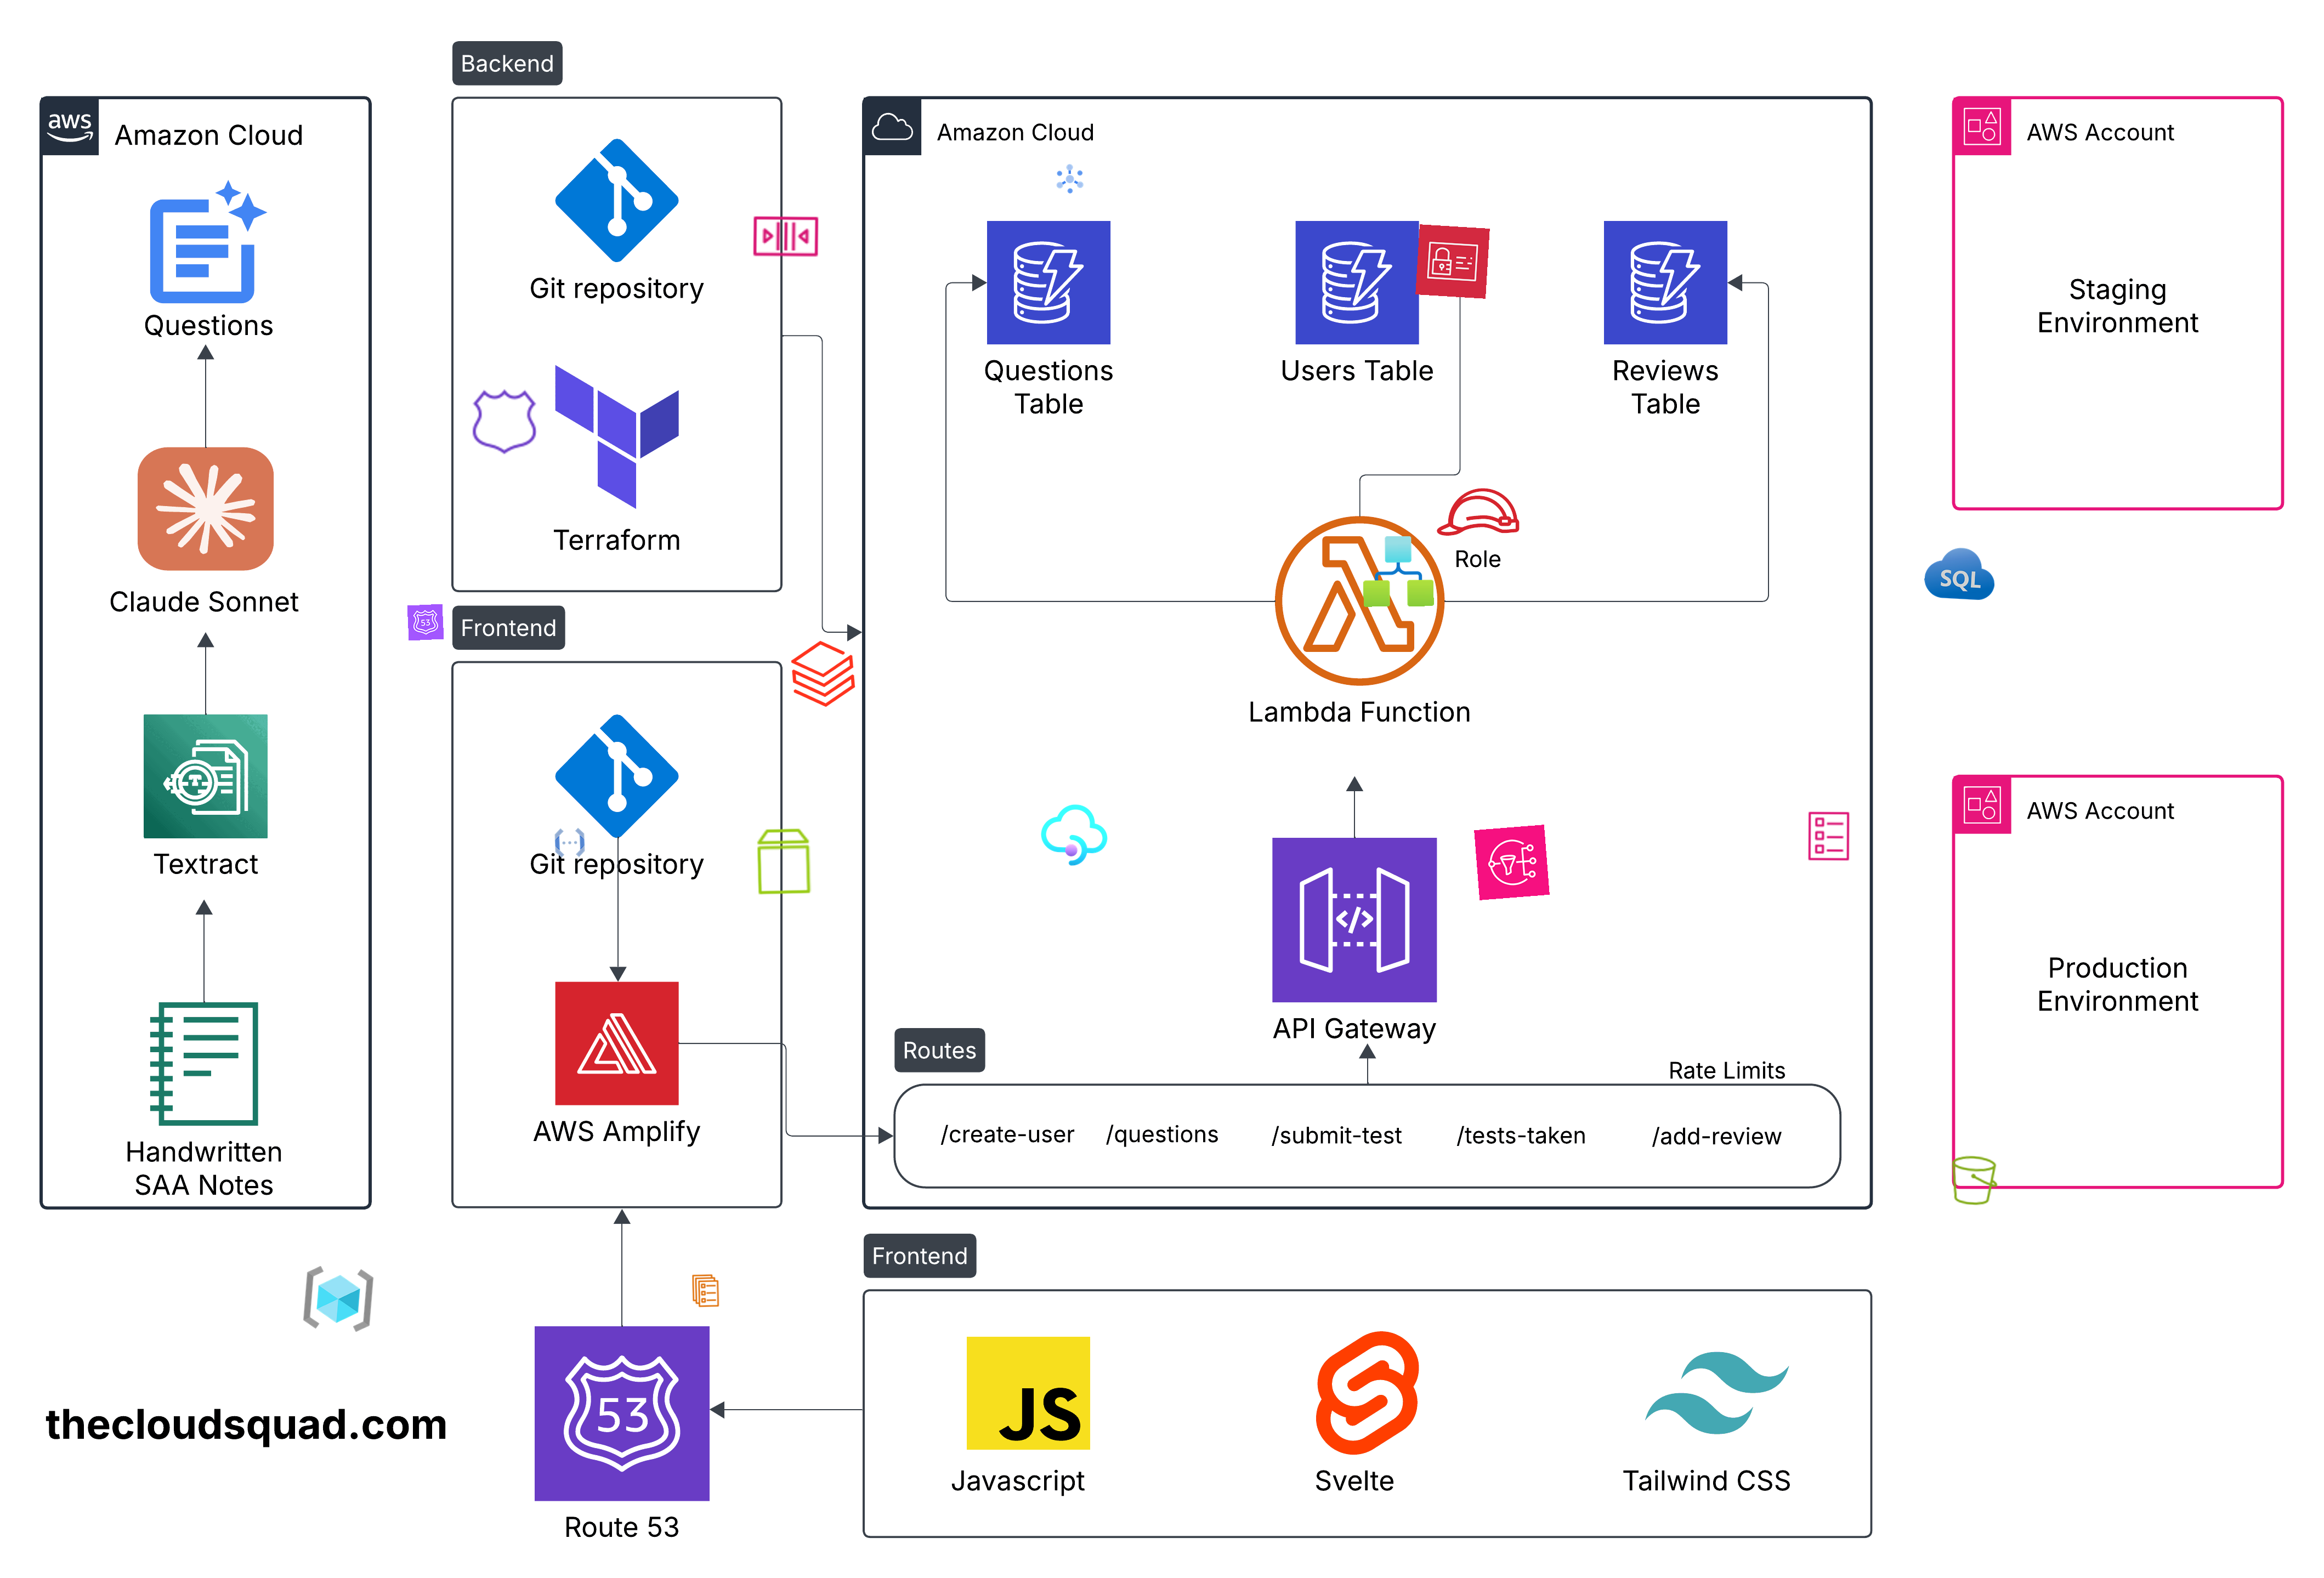 Backend
aws
Amazon Cloud
Questions
Claude Sonnet
Textract
Handwritten
SAA Notes
Git repository
Terraform
53
Frontend
Git repository
AWS Amplify
Amazon Cloud
Questions
Table
Users Table
Reviews
Table
Role
Lambda Function
API Gateway
Routes
Rate Limits
/create-user
/questions
/submit-test
/tests-taken
/add-review
AWS Account
Staging
Environment
SQL
AWS Account
Production
Environment
thecloudsquad.com
53
Route 53
Frontend
JS
Javascript
Svelte
Tailwind CSS